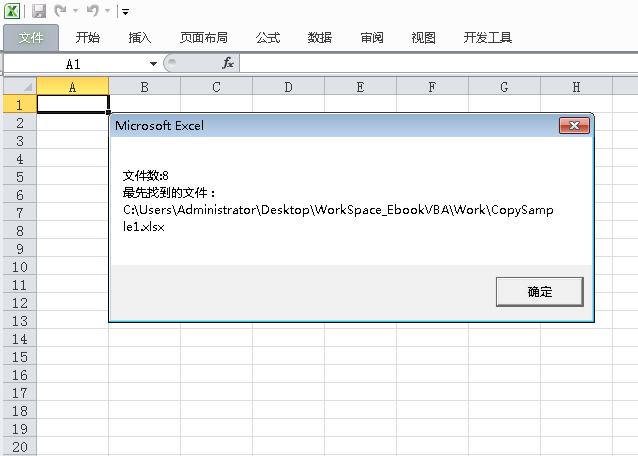 文件 开始 插入 页面布局 公式 数据 审阅 视图 开发工具
A1 fx
A B C D E F G H
1
2
Microsoft Excel
3
4
文件数:8
5
最先找到的文件：
6
C:\Users\Administrator\Desktop\WorkSpace_EbookVBA\Work\CopySamp
7
le1.xlsx
8
9
10
11
确定
12
13
14
15
16
17
18
19
20